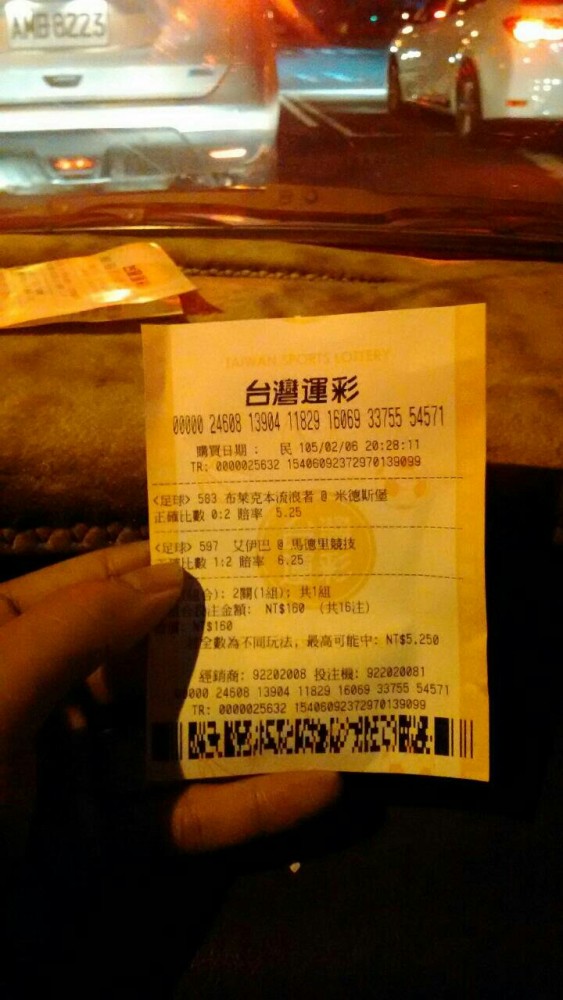 AMB 8223
TAIWAN SPORTS LOTTERY
台灣運彩
00000 24608 13904 11829 16069 33755 54571
購買日期： 民 105/02/06 20:28:11
TR: 0000025632 15406092372970139099
<足球> 583 布萊克本流浪者 @ 米德斯堡
正確比數 0:2 賠率 5.25
<足球> 597 艾伊巴 @ 馬德里競技
正確比數 1:2 賠率 6.25
合): 2關(1組); 共1組
注金額: NT$160 (共16注)
$160
全數為不同玩法, 最高可能中: NT$5,250
經銷商: 92202008 投注機: 922020081
000 24608 13904 11829 16069 33755 54571
TR: 0000025632 15406092372970139099